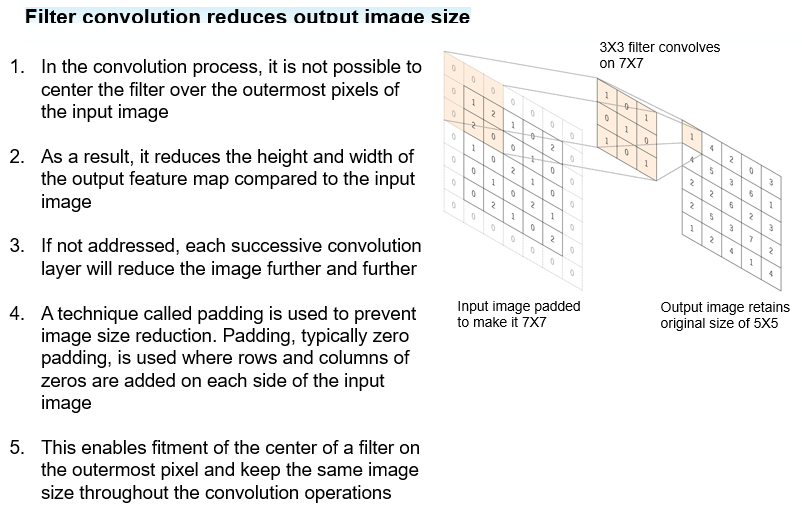 Filter convolution reduces output image size
1. In the convolution process, it is not possible to
center the filter over the outermost pixels of
the input image
2. As a result, it reduces the height and width of
the output feature map compared to the input
image
3. If not addressed, each successive convolution
layer will reduce the image further and further
4. A technique called padding is used to prevent
image size reduction. Padding, typically zero
padding, is used where rows and columns of
zeros are added on each side of the input
image
5. This enables fitment of the center of a filter on
the outermost pixel and keep the same image
size throughout the convolution operations
3X3 filter convolves
on 7X7
Input image padded
to make it 7X7
Output image retains
original size of 5X5